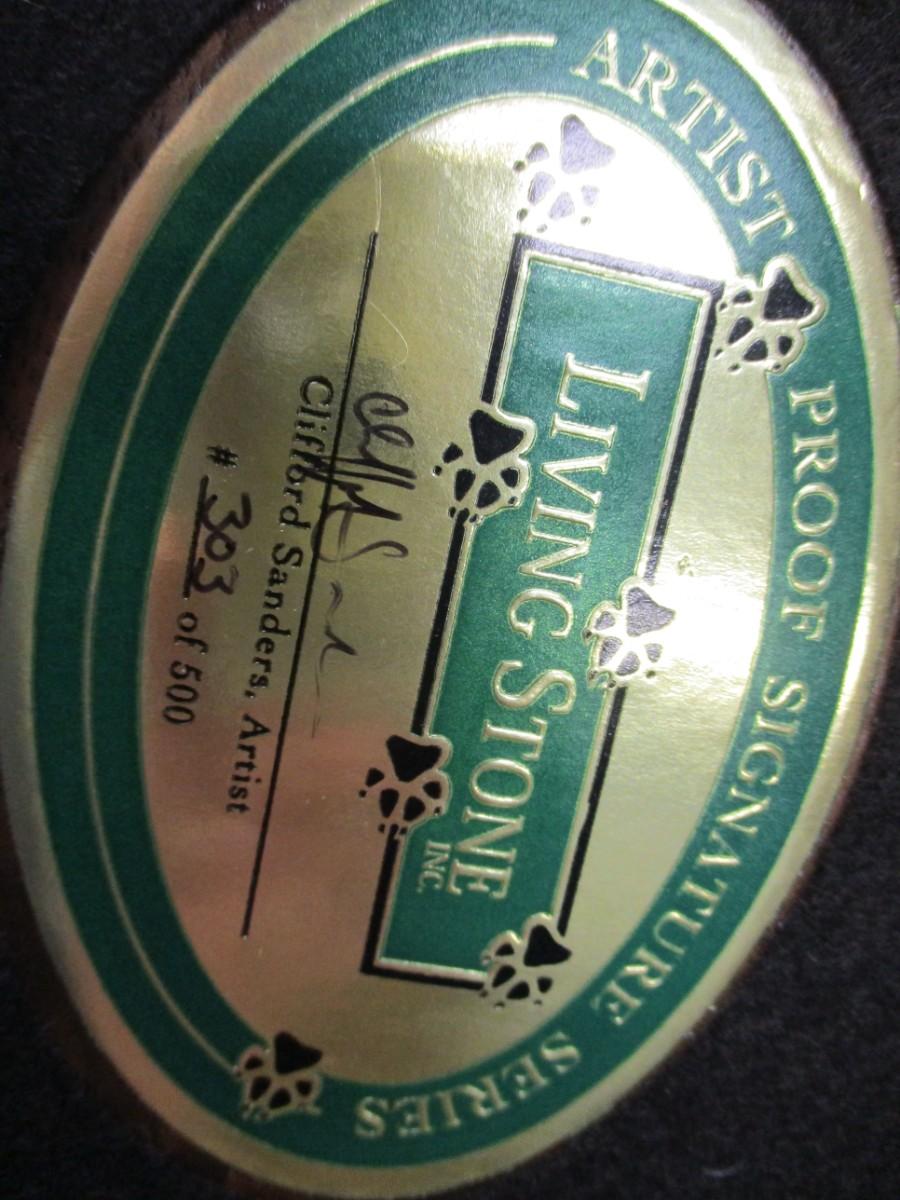 ARTIST PROOF SIGNATURE SERIES
LIVING STONE
INC.
Clifford Sanders, Artist
# 303 of 500